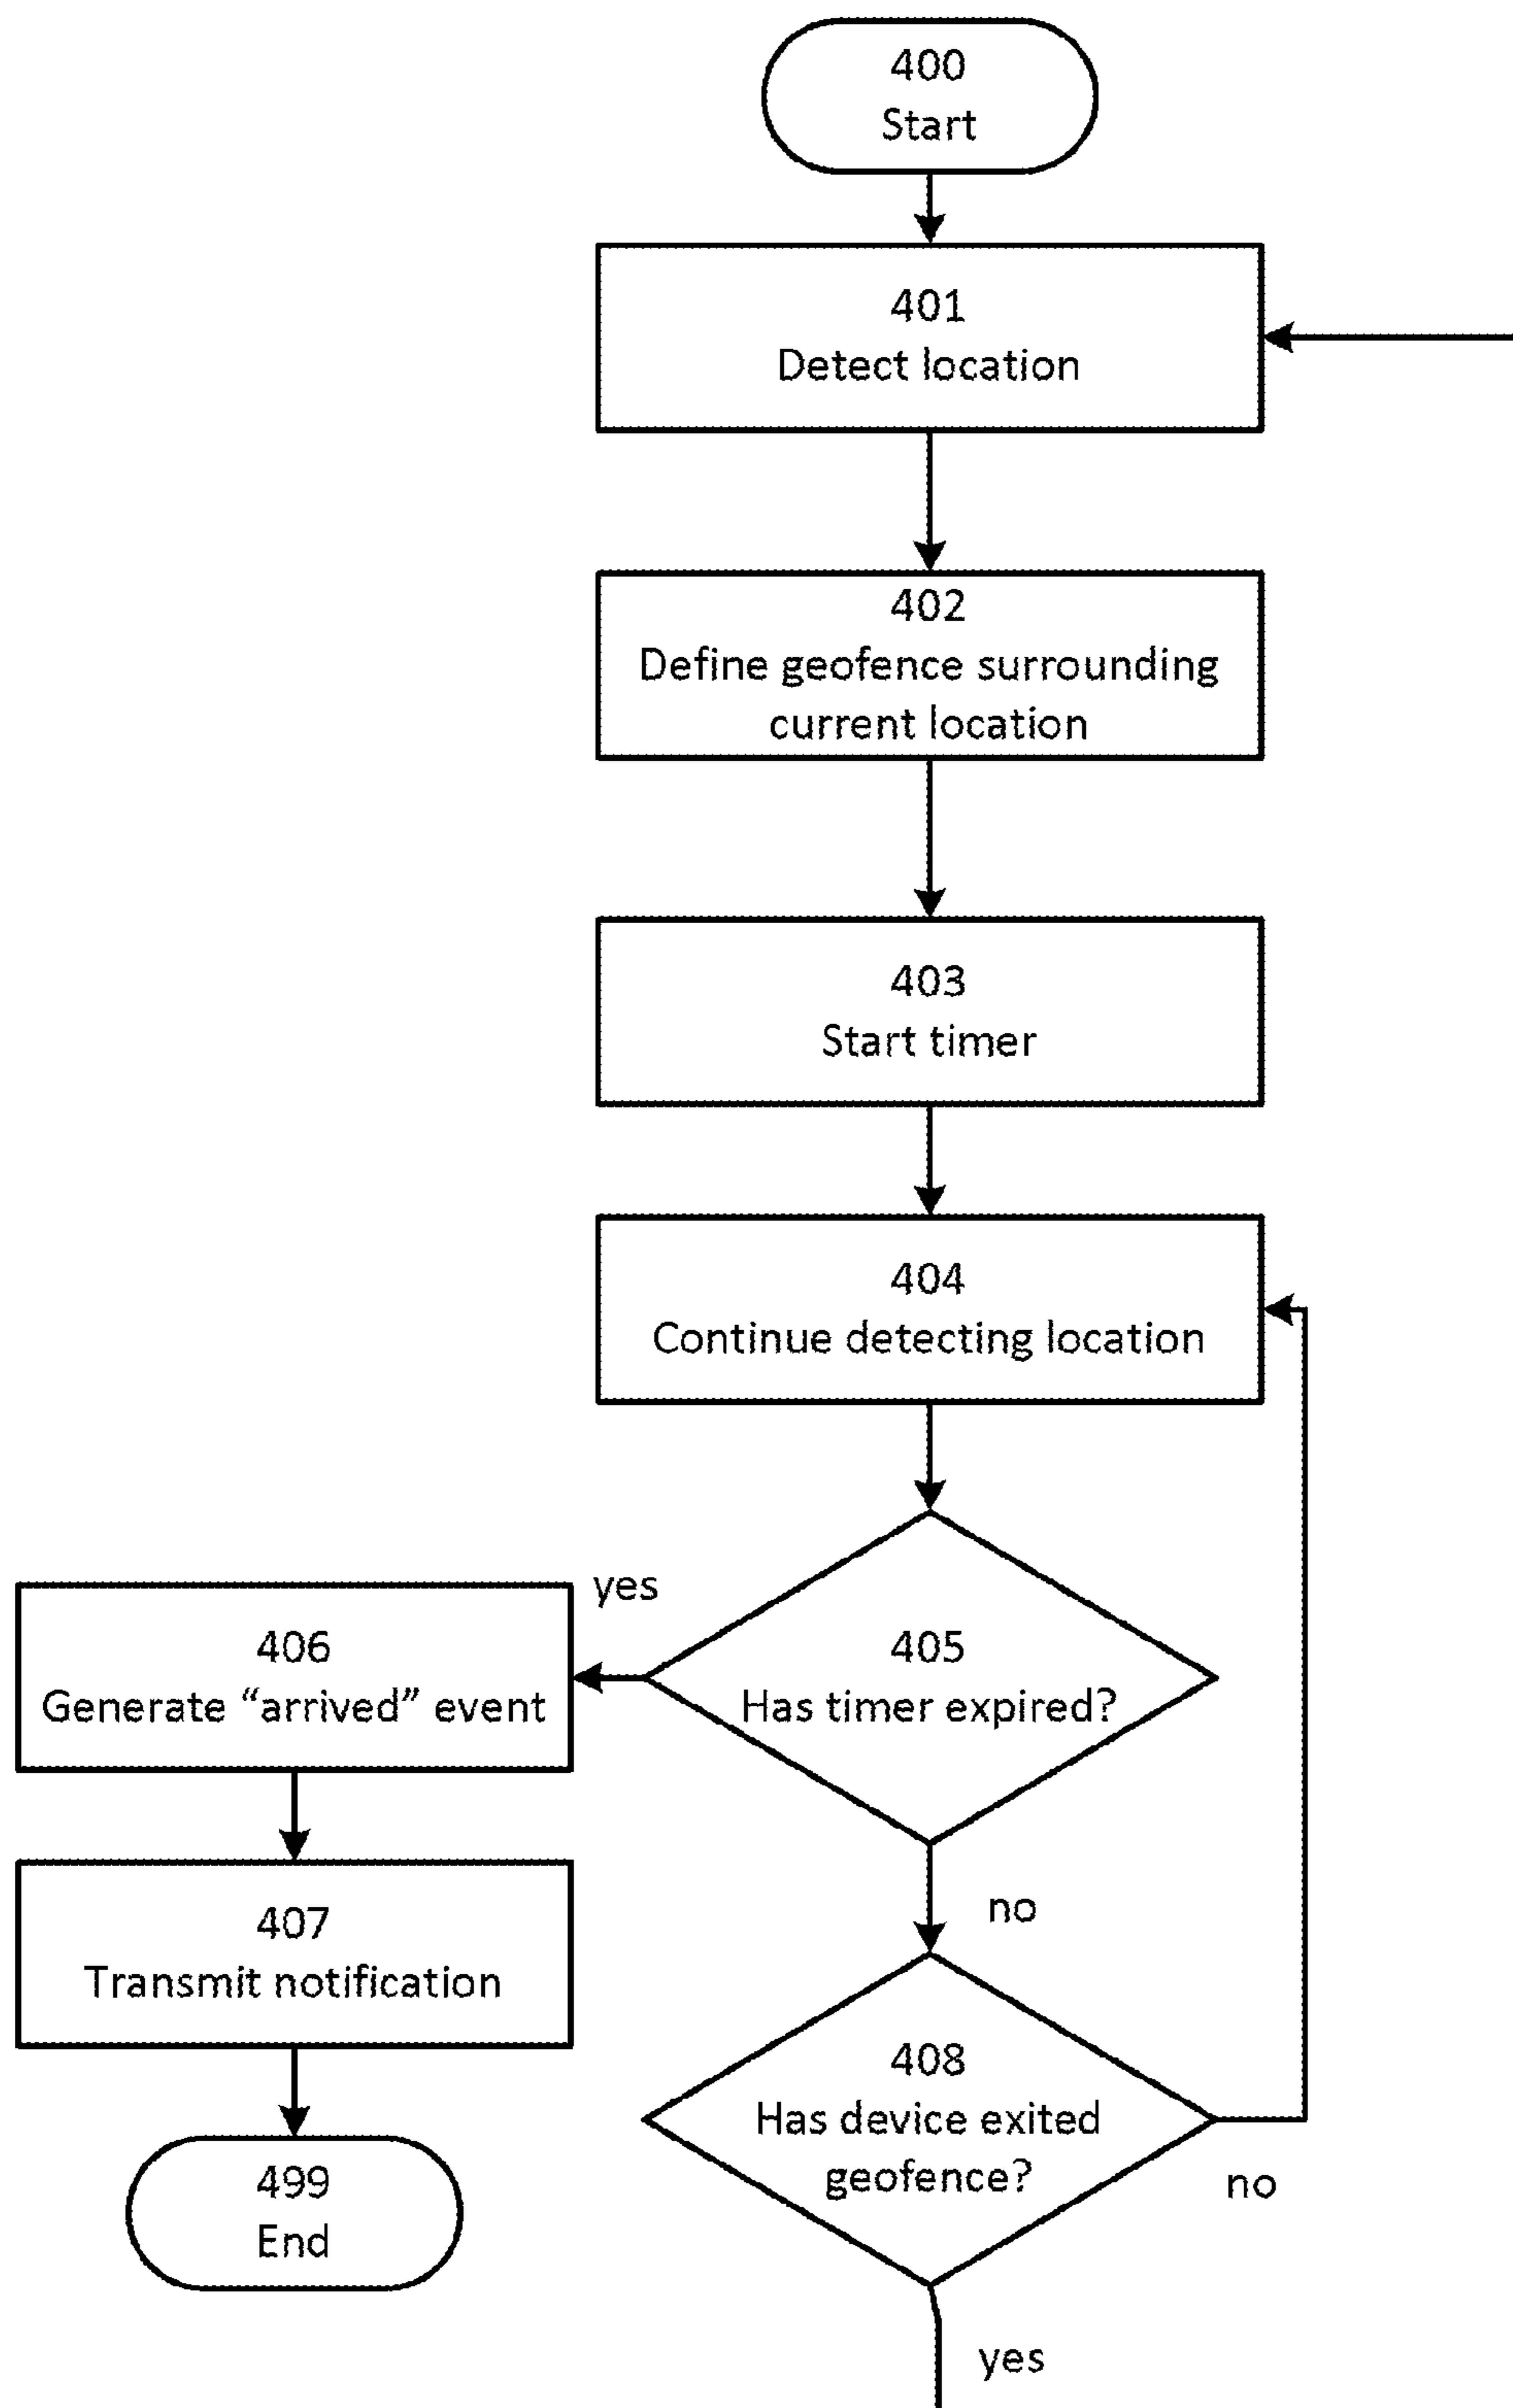 400
Start
401
Detect location
402
Define geofence surrounding
current location
403
Start timer
404
Continue detecting location
yes
405
Has timer expired?
406
Generate “arrived” event
no
407
Transmit notification
408
Has device exited
geofence?
no
499
End
yes